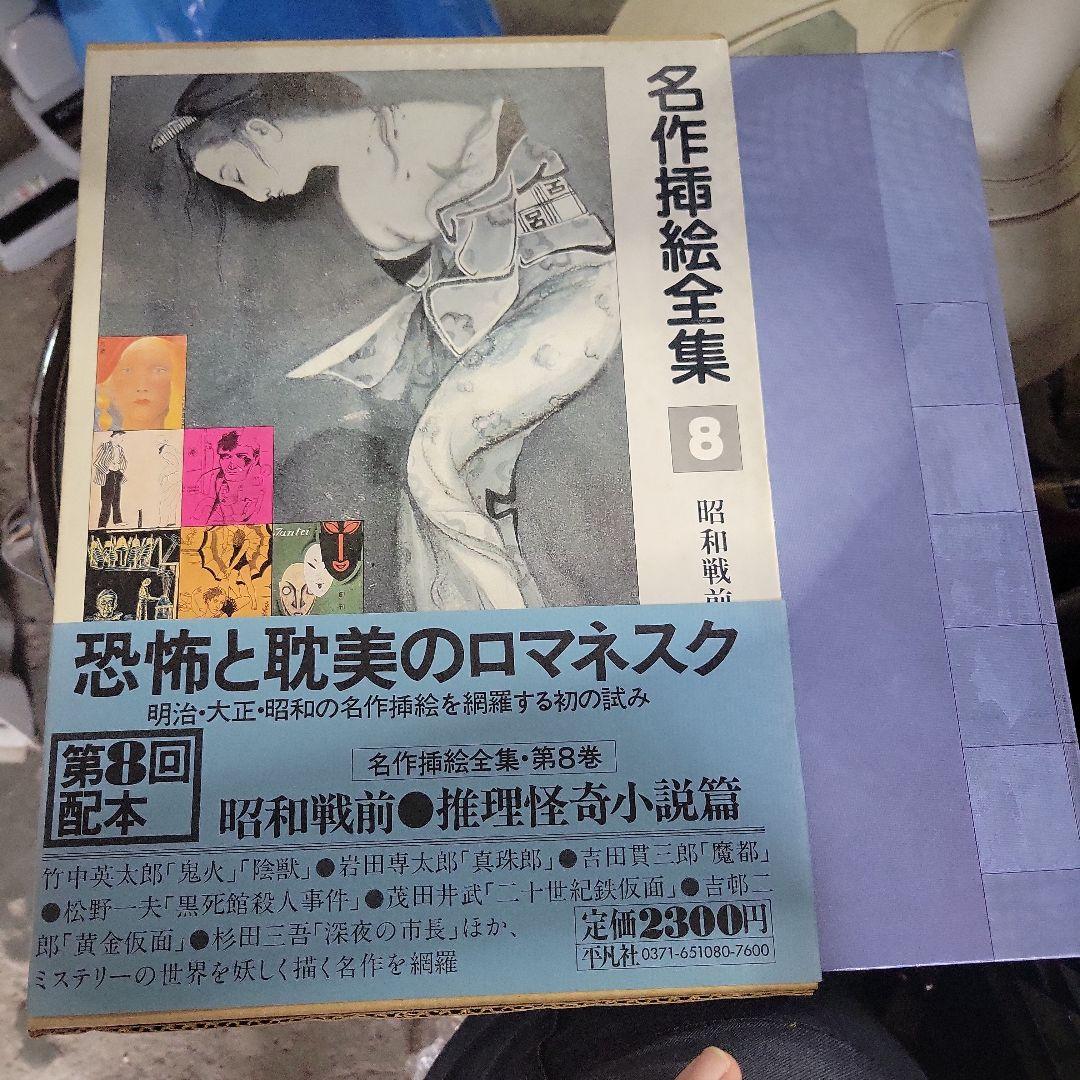 名作挿絵全集
8
昭和戦前
恐怖と耽美のロマネスク
明治・大正・昭和の名作挿絵を網羅する初の試み
第8回
配本
名作挿絵全集・第8巻
昭和戦前●推理怪奇小説篇
竹中英太郎「鬼火」「陰獣」●岩田専太郎「真珠郎」●吉田貫三郎「魔都」
●松野一夫「黒死館殺人事件」●茂田井武「二十世紀鉄仮面」●吉邨二
郎「黄金仮面」●杉田三吾「深夜の市長」ほか、
ミステリーの世界を妖しく描く名作を網羅
定価2300円
平凡社 0371-651080-7600